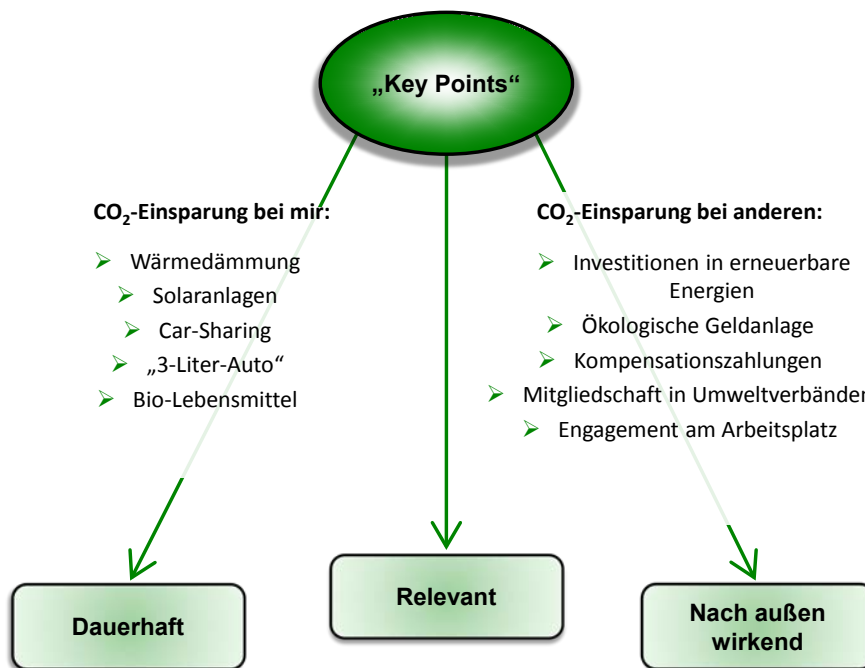 „Key Points“
CO₂-Einsparung bei mir:
Wärmedämmung
Solaranlagen
Car-Sharing
„3-Liter-Auto“
Bio-Lebensmittel
CO₂-Einsparung bei anderen:
Investitionen in erneuerbare
Energien
Ökologische Geldanlage
Kompensationszahlungen
Mitgliedschaft in Umweltverbänden
Engagement am Arbeitsplatz
Dauerhaft
Relevant
Nach außen
wirkend